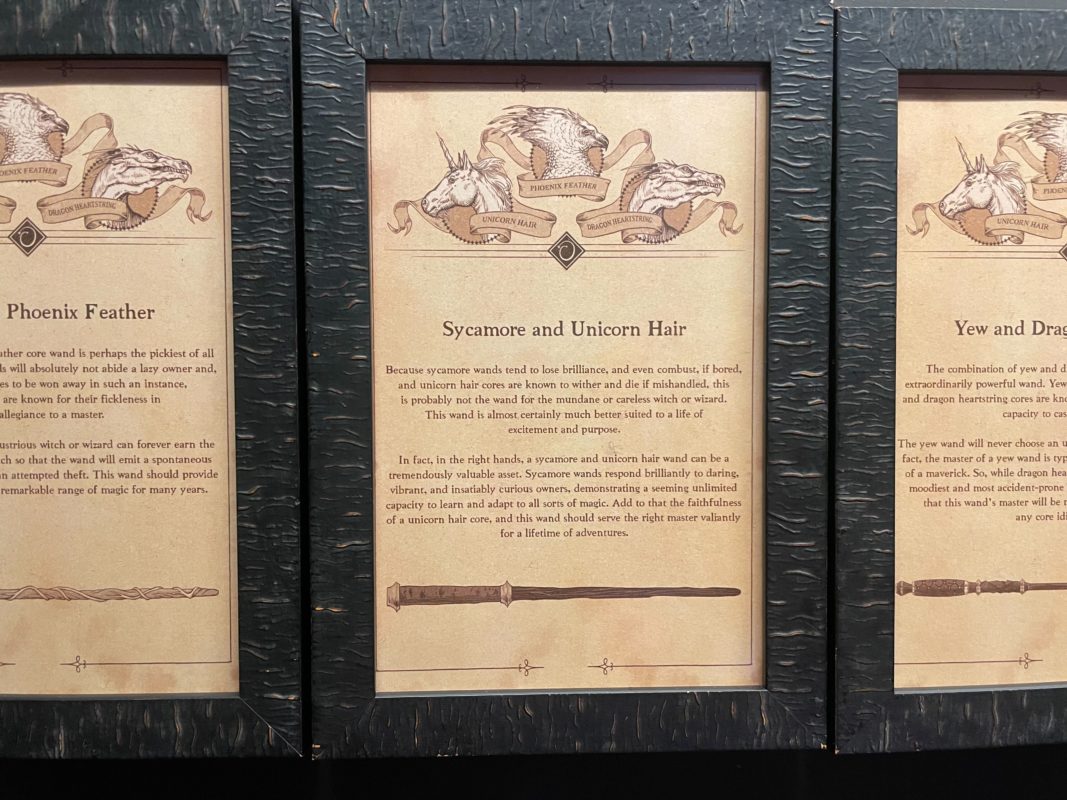 PHOENIX FEATHER
DRAGON HEARTSTRING
Phoenix Feather
feather core wand is perhaps the pickiest of all
will absolutely not abide a lazy owner and,
to be won away in such an instance,
are known for their fickleness in
allegiance to a master.
witch or wizard can forever earn the
so that the wand will emit a spontaneous
attempted theft. This wand should provide
remarkable range of magic for many years.
PHOENIX FEATHER
UNICORN HAIR
DRAGON HEARTSTRING
Sycamore and Unicorn Hair
Because sycamore wands tend to lose brilliance, and even combust, if bored,
and unicorn hair cores are known to wither and die if mishandled, this
is probably not the wand for the mundane or careless witch or wizard.
This wand is almost certainly much better suited to a life of
excitement and purpose.
In fact, in the right hands, a sycamore and unicorn hair wand can be a
tremendously valuable asset. Sycamore wands respond brilliantly to daring,
vibrant, and insatiably curious owners, demonstrating a seeming unlimited
capacity to learn and adapt to all sorts of magic. Add to that the faithfulness
of a unicorn hair core, and this wand should serve the right master valiantly
for a lifetime of adventures.
UNICORN HAIR
Yew and
The combination of yew and
extraordinarily powerful wand. Yew
and dragon heartstring cores are
capacity to
The yew wand will never choose an
fact, the master of a yew wand is
of a maverick. So, while dragon
moodiest and most accident-prone
that this wand's master will be
any core